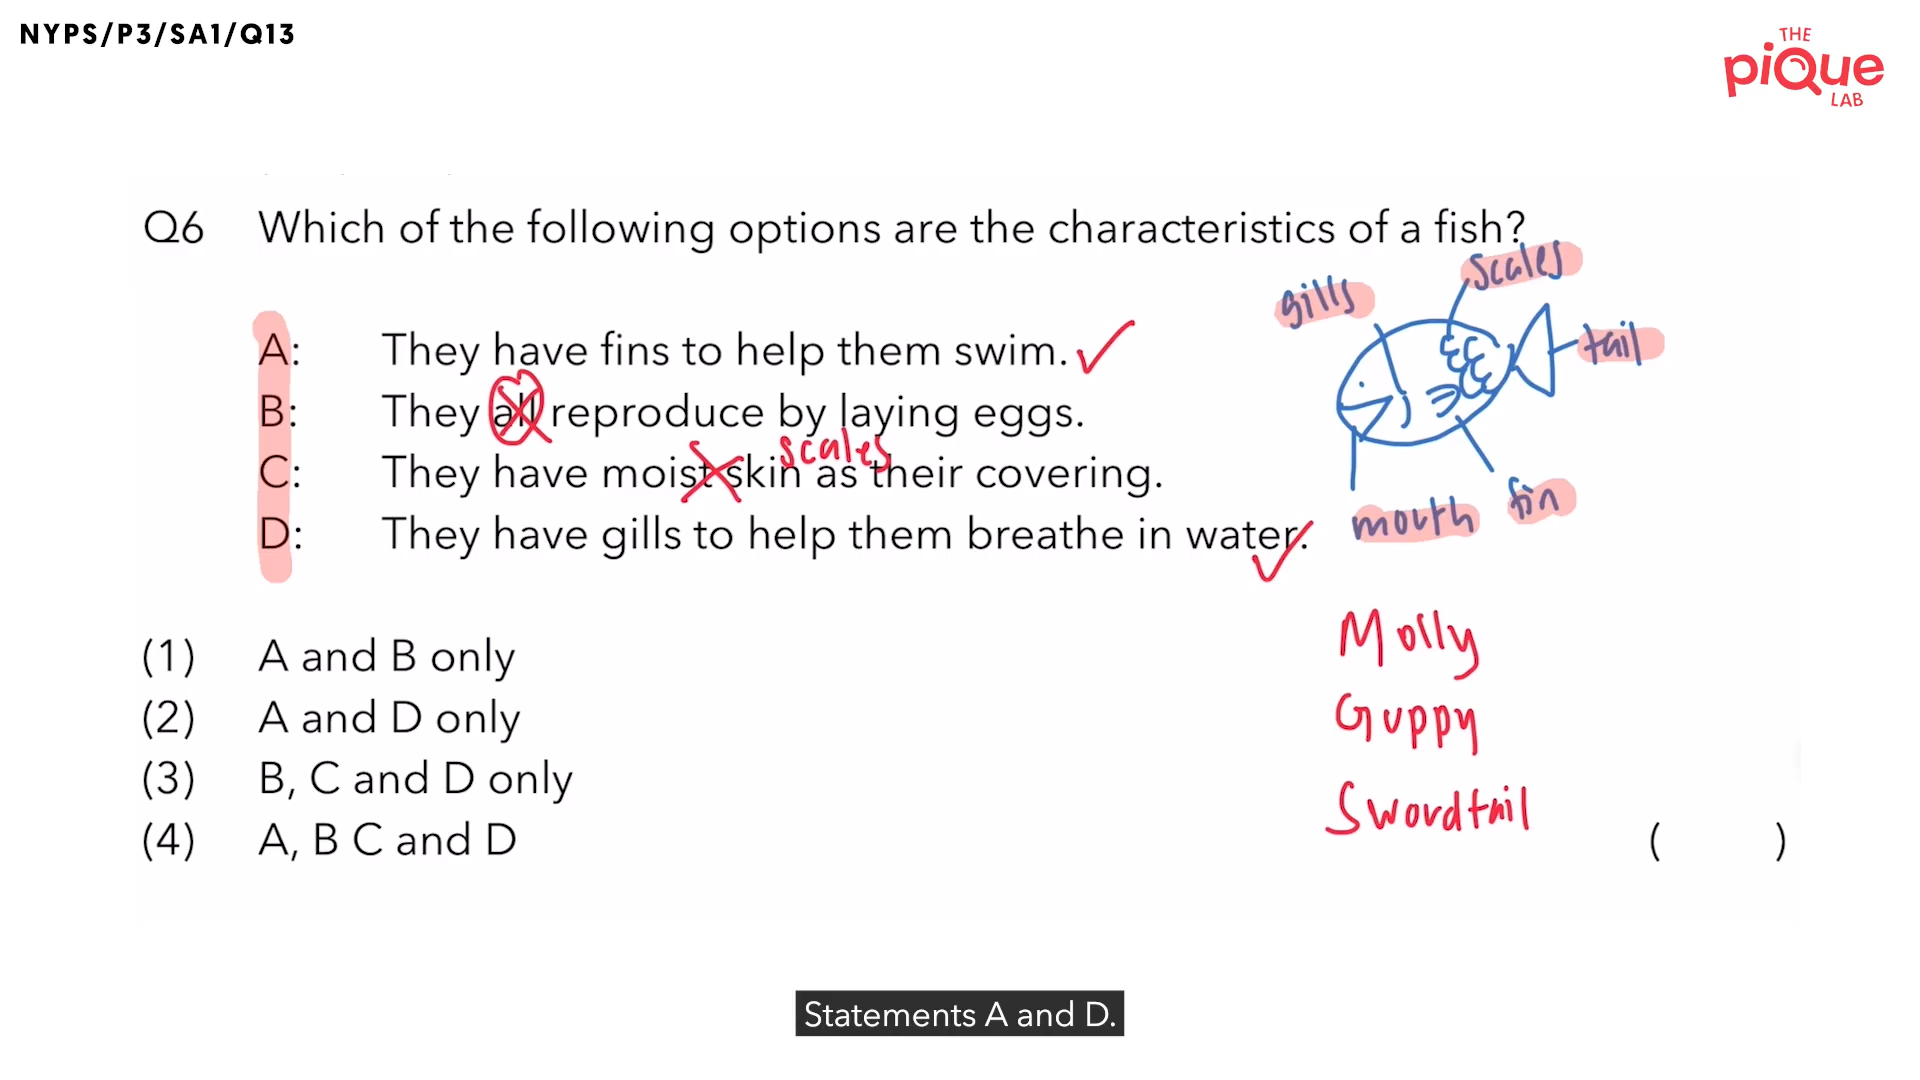 NYPS/P3/SA1/Q13
THE
piQue
LAB
Q6 Which of the following options are the characteristics of a fish?
scales
gills
tail
A: They have fins to help them swim.
B: They all reproduce by laying eggs.
scales
C: They have moist skin as their covering.
fin
mouth
D: They have gills to help them breathe in water.
Molly
(1) A and B only
Guppy
(2) A and D only
(3) B, C and D only
Swordtail
(4) A, B C and D
( )
Statements A and D.